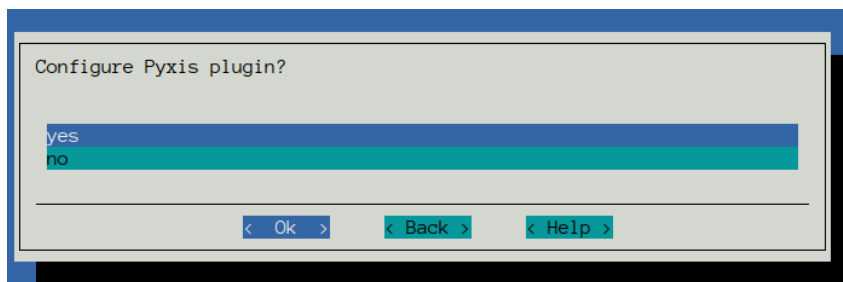 Configure Pyxis plugin?
yes
no
< Ok > < Back > < Help >